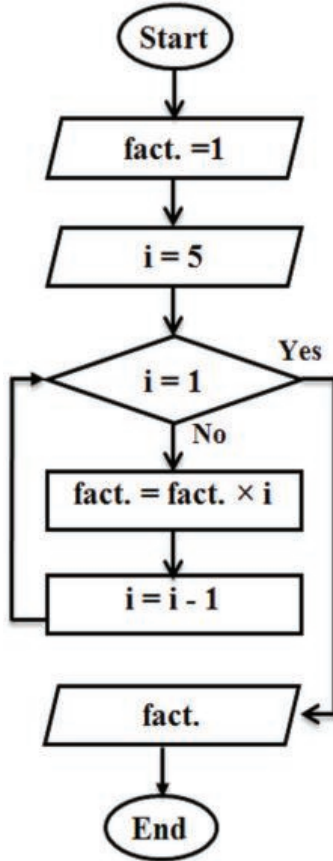 Start
fact. =1
i = 5
i = 1
Yes
No
fact. = fact. × i
i = i - 1
fact.
End